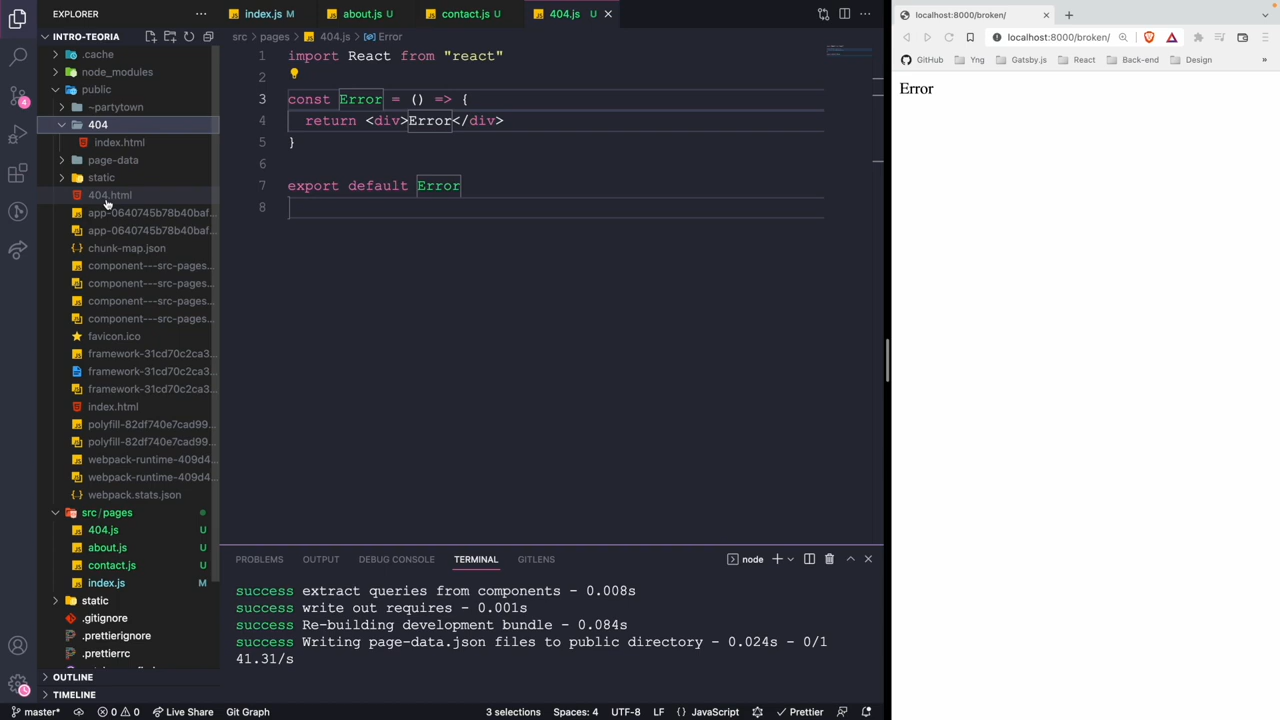 EXPLORER
INTRO-TEORIA
.cache
node_modules
public
~partytown
404
index.html
page-data
static
404.html
app-0640745b78b40baf...
app-0640745b78b40baf...
chunk-map.json
component---src-pages...
component---src-pages...
component---src-pages...
component---src-pages...
favicon.ico
framework-31cd70c2ca3...
framework-31cd70c2ca3...
framework-31cd70c2ca3...
index.html
polyfill-82df740e7cad99...
polyfill-82df740e7cad99...
webpack-runtime-409d4...
webpack-runtime-409d4...
webpack.stats.json
src/pages
404.js U
about.js U
contact.js U
index.js M
static
.gitignore
.prettierignore
.prettierrc
OUTLINE
TIMELINE
4
index.js M about.js U contact.js U 404.js U
src > pages > 404.js > Error
1 import React from "react"
2
3 const Error = () => {
4 return <div>Error</div>
5 }
6
7 export default Error
8
PROBLEMS OUTPUT DEBUG CONSOLE TERMINAL GITLENS
node
success extract queries from components - 0.008s
success write out requires - 0.001s
success Re-building development bundle - 0.084s
success Writing page-data.json files to public directory - 0.024s - 0/1
41.31/s
master* 0 0 Live Share Git Graph 3 selections Spaces: 4 UTF-8 LF {} JavaScript Prettier
localhost:8000/broken/
localhost:8000/broken/
GitHub Yng Gatsby.js React Back-end Design »
Error